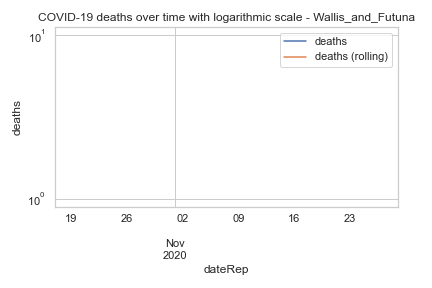 COVID-19 deaths over time with logarithmic scale - Wallis_and_Futuna
10¹
deaths
deaths (rolling)
deaths
10⁰
19 26 02 09 16 23
Nov
2020
dateRep